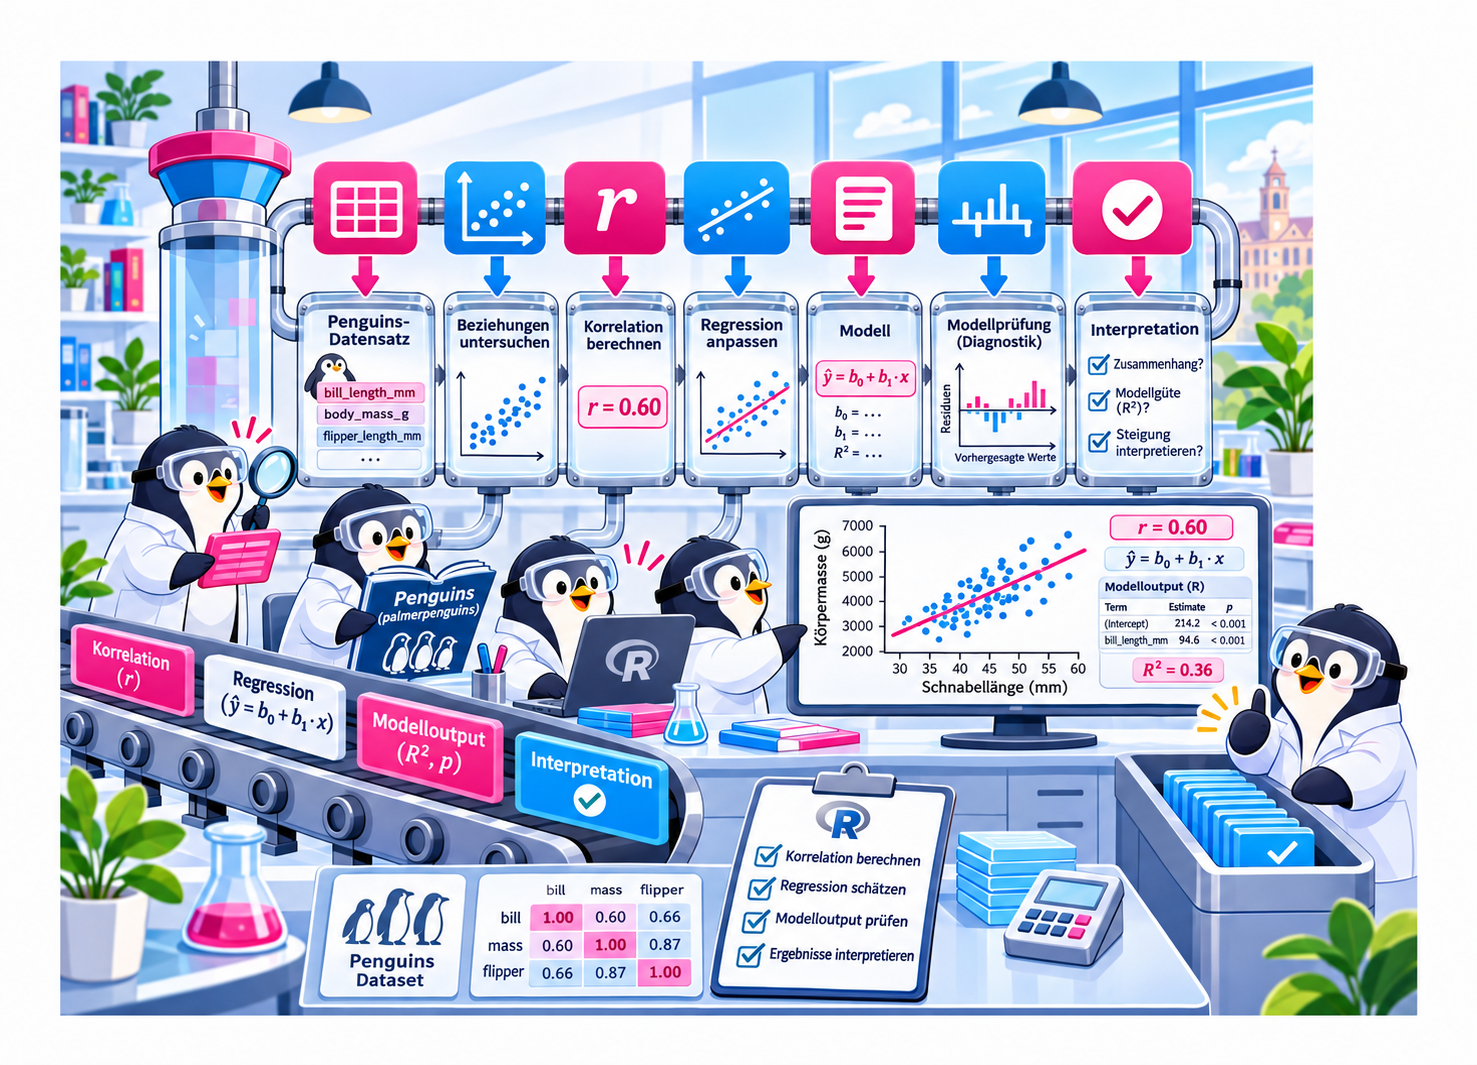 r
Penguins-
Datensatz
bill_length_mm
body_mass_g
flipper_length_mm
...
Beziehungen
untersuchen
Korrelation
berechnen
r = 0.60
Regression
anpassen
Modell
ŷ = b₀ + b₁ · x
b₀ = ...
b₁ = ...
R² = ...
Modellprüfung
(Diagnostik)
Residuen
Vorhergesagte Werte
Interpretation
Zusammenhang?
Modellgüte
(R²)?
Steigung
interpretieren?
Penguins
(palmerpenguins)
R
Körpermasse (g)
7000
6000
5000
4000
3000
2000
30 35 40 45 50 55 60
Schnabellänge (mm)
r = 0.60
ŷ = b₀ + b₁ · x
Modelloutput (R)
Term Estimate p
(Intercept) 214.2 < 0.001
bill_length_mm 94.6 < 0.001
R² = 0.36
Korrelation
(r)
Regression
(ŷ = b₀ + b₁ · x)
Modelloutput
(R², p)
Interpretation
Penguins
Dataset
bill mass flipper
bill 1.00 0.60 0.66
mass 0.60 1.00 0.87
flipper 0.66 0.87 1.00
R
Korrelation berechnen
Regression schätzen
Modelloutput prüfen
Ergebnisse interpretieren